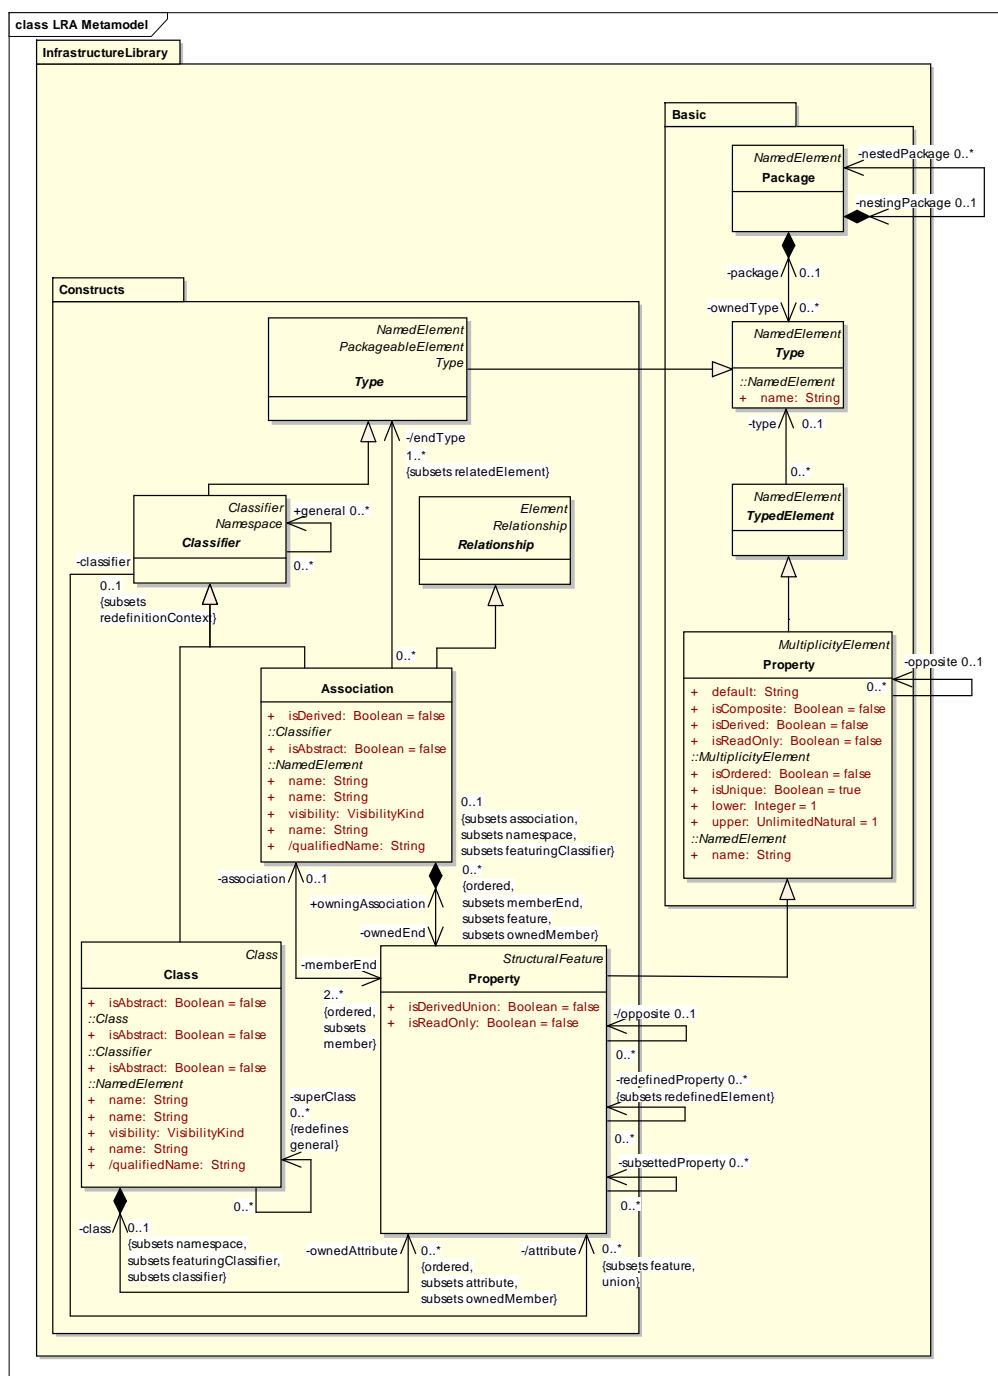 class LRA Metamodel
InfrastructureLibrary
Basic
NamedElement
Package
-nestedPackage 0..*
-nestingPackage 0..1
-package
0..1
-ownedType
0..*
NamedElement
Type
::NamedElement
+ name: String
-type
0..1
0..*
NamedElement
TypedElement
MultiplicityElement
Property
+ default: String
+ isComposite: Boolean = false
+ isDerived: Boolean = false
+ isReadOnly: Boolean = false
::MultiplicityElement
+ isOrdered: Boolean = false
+ isUnique: Boolean = true
+ lower: Integer = 1
+ upper: UnlimitedNatural = 1
::NamedElement
+ name: String
-opposite 0..1
0..*
Constructs
NamedElement
PackageableElement
Type
Type
-/endType
1..*
{subsets relatedElement}
Classifier
Namespace
Classifier
+general 0..*
0..*
-classifier
0..1
{subsets
redefinitionContext}
Element
Relationship
Relationship
0..*
Association
+ isDerived: Boolean = false
::Classifier
+ isAbstract: Boolean = false
::NamedElement
+ name: String
+ name: String
+ visibility: VisibilityKind
+ name: String
+ /qualifiedName: String
0..1
{subsets association,
subsets namespace,
subsets featuringClassifier}
-association
0..1
+owningAssociation
0..*
{ordered,
subsets memberEnd,
subsets feature,
subsets ownedMember}
-ownedEnd
-memberEnd
2..*
{ordered,
subsets
member}
StructuralFeature
Property
+ isDerivedUnion: Boolean = false
+ isReadOnly: Boolean = false
-/opposite 0..1
0..*
-redefinedProperty 0..*
{subsets redefinedElement}
0..*
-subsettedProperty 0..*
0..*
Class
Class
+ isAbstract: Boolean = false
::Class
+ isAbstract: Boolean = false
::Classifier
+ isAbstract: Boolean = false
::NamedElement
+ name: String
+ name: String
+ visibility: VisibilityKind
+ name: String
+ /qualifiedName: String
-superClass
0..*
{redefines
general}
0..*
-class
0..1
{subsets namespace,
subsets featuringClassifier,
subsets classifier}
-ownedAttribute
0..*
{ordered,
subsets attribute,
subsets ownedMember}
-/attribute
0..*
{subsets feature,
union}